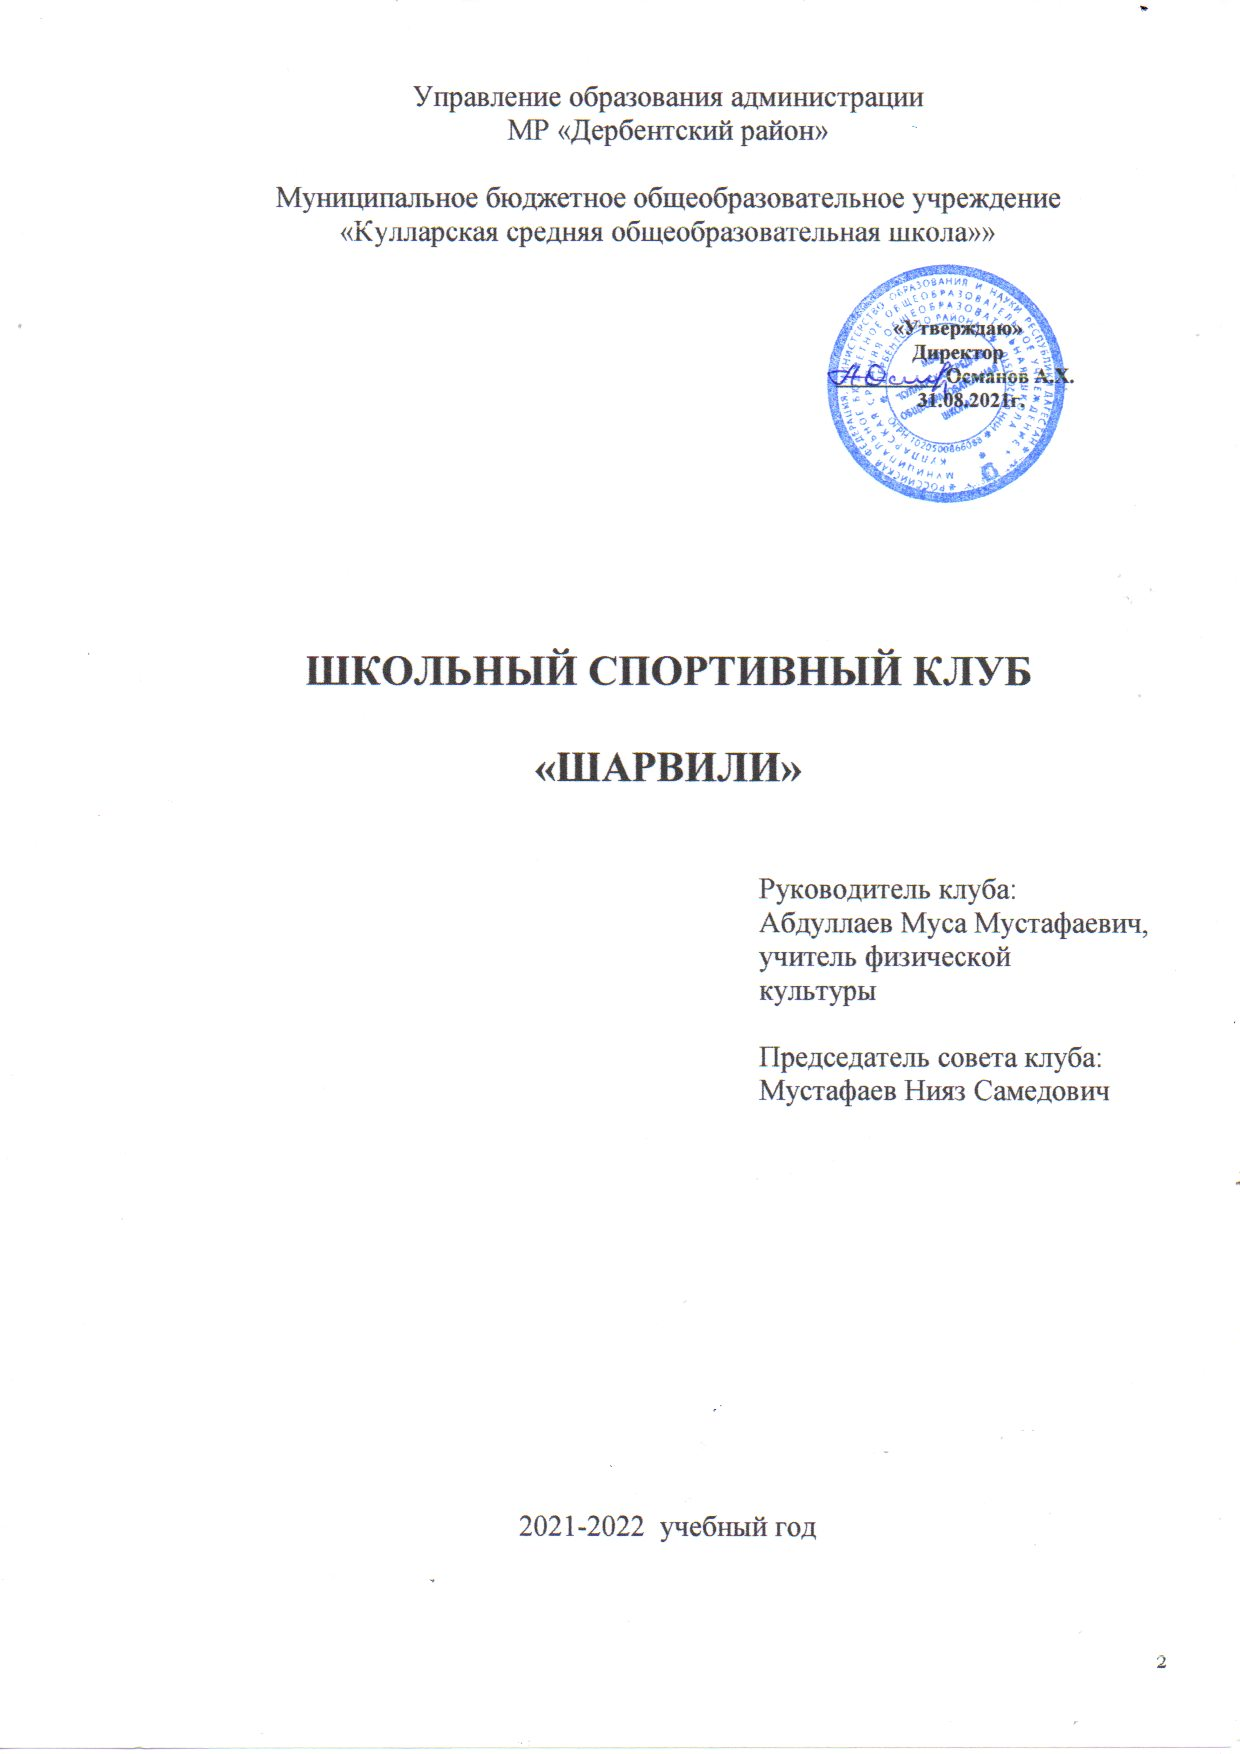 Управление образования администрации
МР «Дербентский район»
Муниципальное бюджетное общеобразовательное учреждение
«Кулларская средняя общеобразовательная школа»»
«Утверждаю»
Директор
Османов А.Х.
31.08.2021г.
ШКОЛЬНЫЙ СПОРТИВНЫЙ КЛУБ
«ШАРВИЛИ»
Руководитель клуба:
Абдуллаев Муса Мустафаевич,
учитель физической
культуры
Председатель совета клуба:
Мустафаев Нияз Самедович
2021-2022 учебный год
2